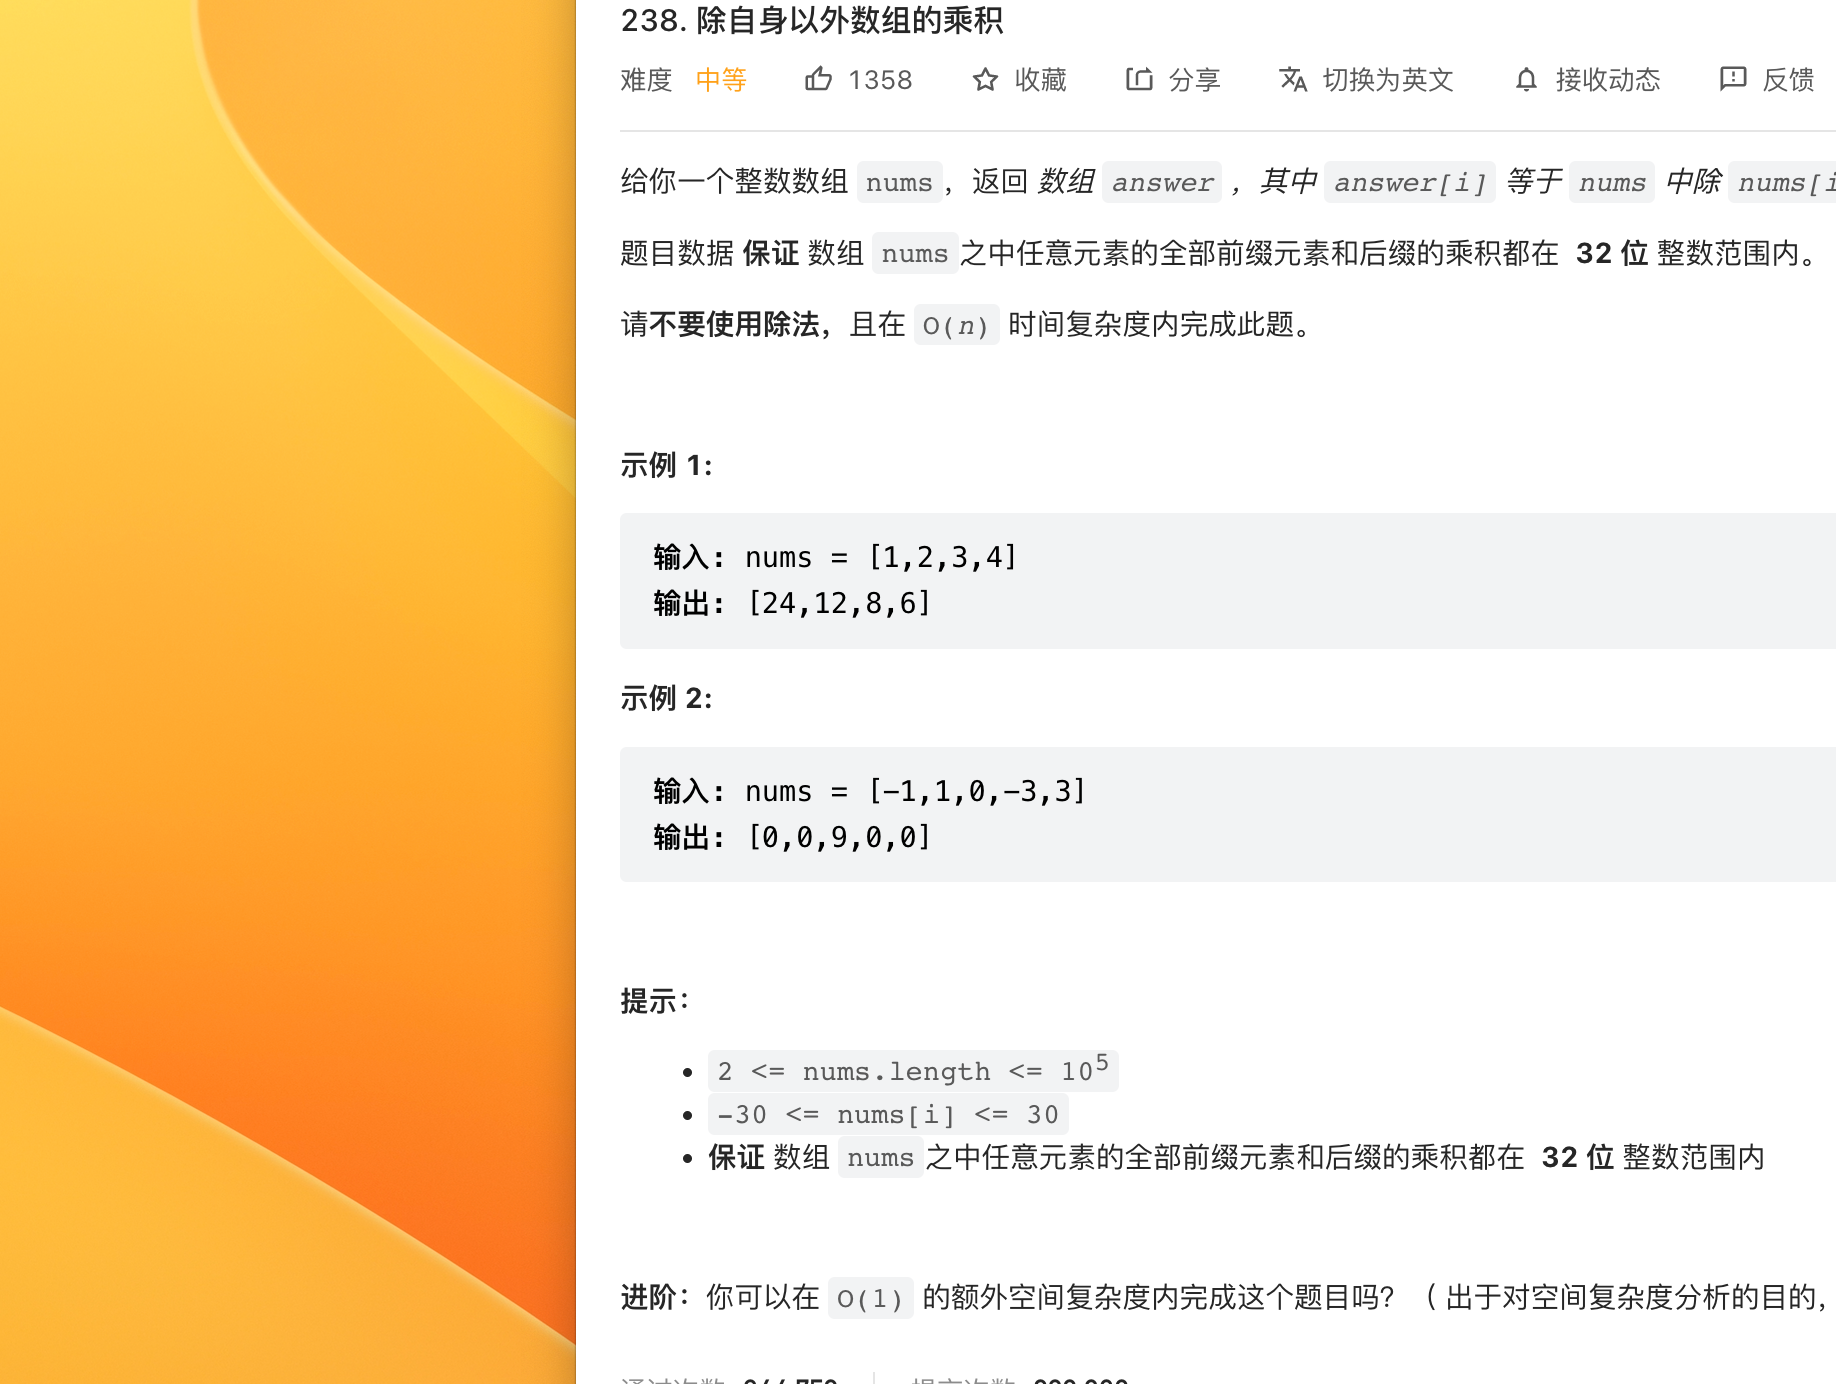 238. 除自身以外数组的乘积
难度 中等 1358 收藏 分享 切换为英文 接收动态 反馈
给你一个整数数组 nums，返回 数组 answer ，其中 answer[i] 等于 nums 中除 nums[i
题目数据 保证 数组 nums之中任意元素的全部前缀元素和后缀的乘积都在 32 位 整数范围内。
请不要使用除法，且在 O(n) 时间复杂度内完成此题。
示例 1:
输入: nums = [1,2,3,4]
输出: [24,12,8,6]
示例 2:
输入: nums = [-1,1,0,-3,3]
输出: [0,0,9,0,0]
提示：
2 <= nums.length <= 10⁵
-30 <= nums[i] <= 30
保证 数组 nums之中任意元素的全部前缀元素和后缀的乘积都在 32 位 整数范围内
进阶：你可以在 O(1) 的额外空间复杂度内完成这个题目吗？（ 出于对空间复杂度分析的目的，